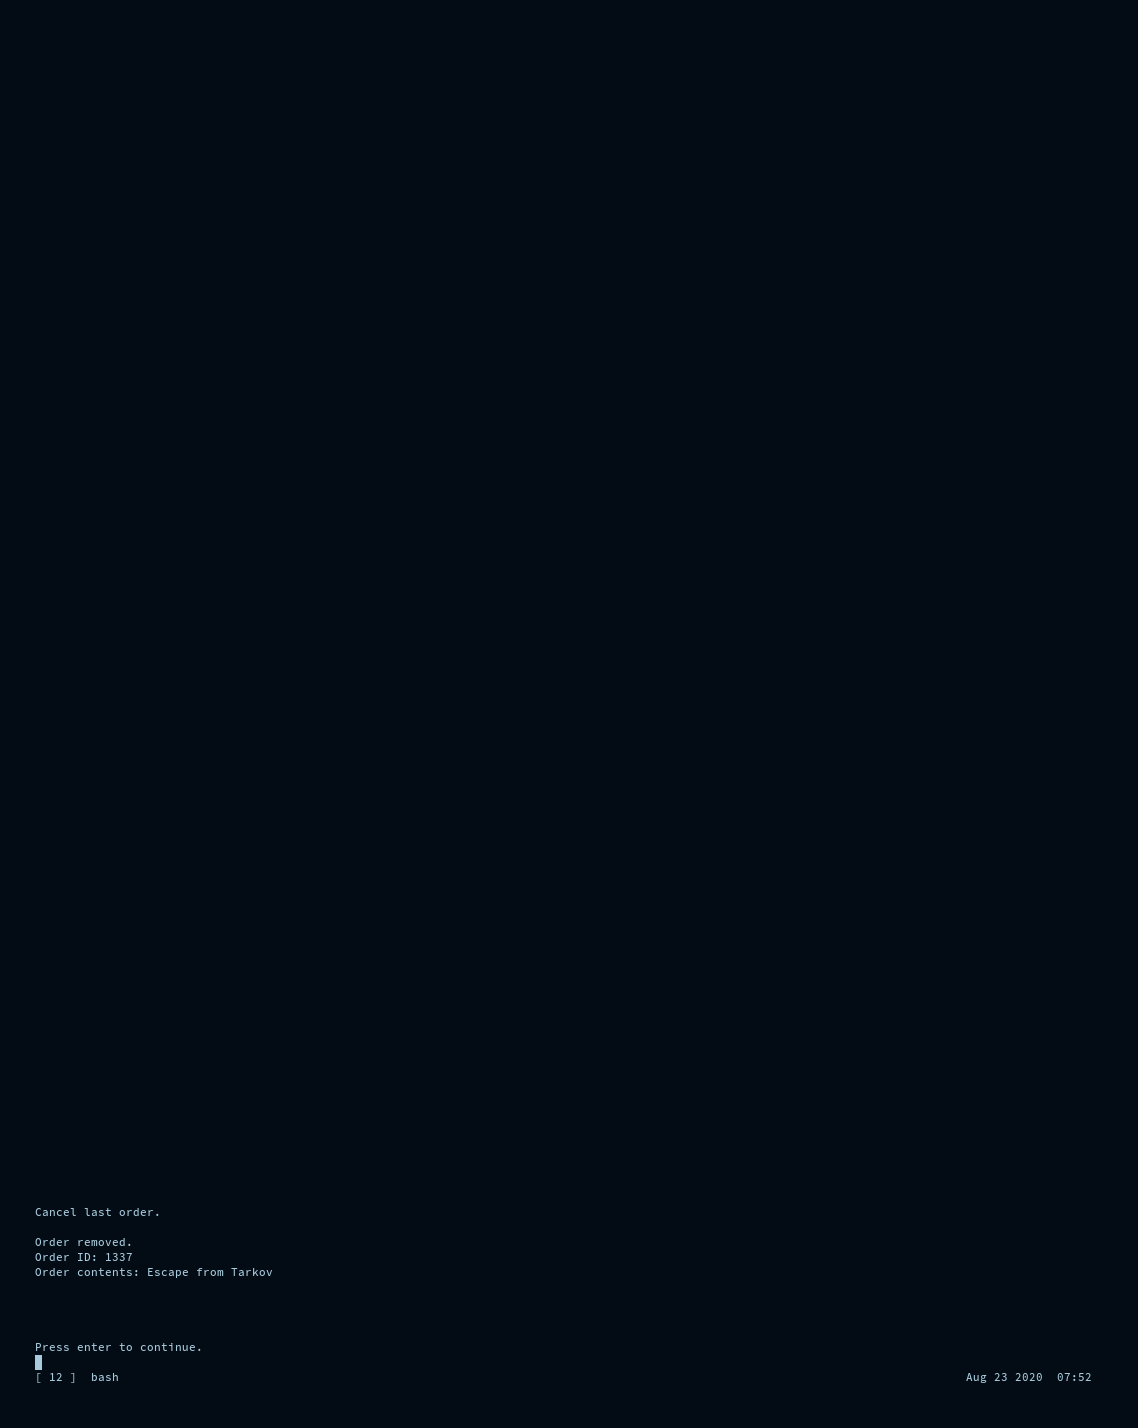 Cancel last order.
Order removed.
Order ID: 1337
Order contents: Escape from Tarkov
Press enter to continue.
[ 12 ]  bash
Aug 23 2020  07:52